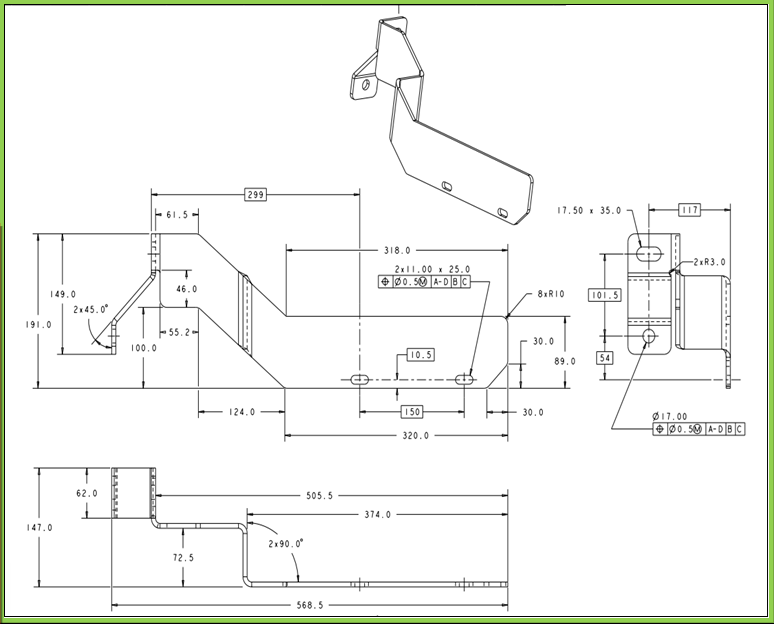 299
61.5
17.50 x 35.0
117
318.0
2xR3.0
2x11.00 x 25.0
⌖ Ø0.5Ⓜ A-D B C
149.0
46.0
8xR10
101.5
2x45.0°
191.0
55.2
100.0
10.5
30.0
89.0
54
124.0
150
30.0
Ø17.00
⌖ Ø0.5Ⓜ A-D B C
320.0
62.0
505.5
374.0
147.0
72.5
2x90.0°
568.5